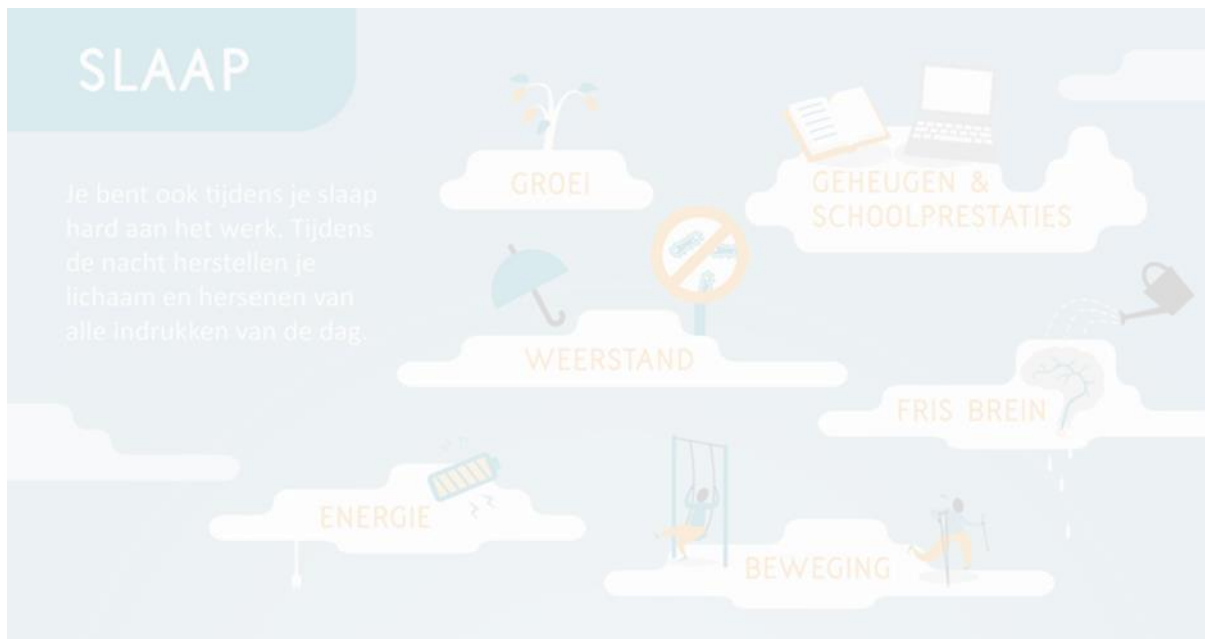 SLAAP
Je bent ook tijdens je slaap
hard aan het werk. Tijdens
de nacht herstellen je
lichaam en hersenen van
alle indrukken van de dag.
GROEI
GEHEUGEN &
SCHOOLPRESTATIES
WEERSTAND
FRIS BREIN
ENERGIE
BEWEGING